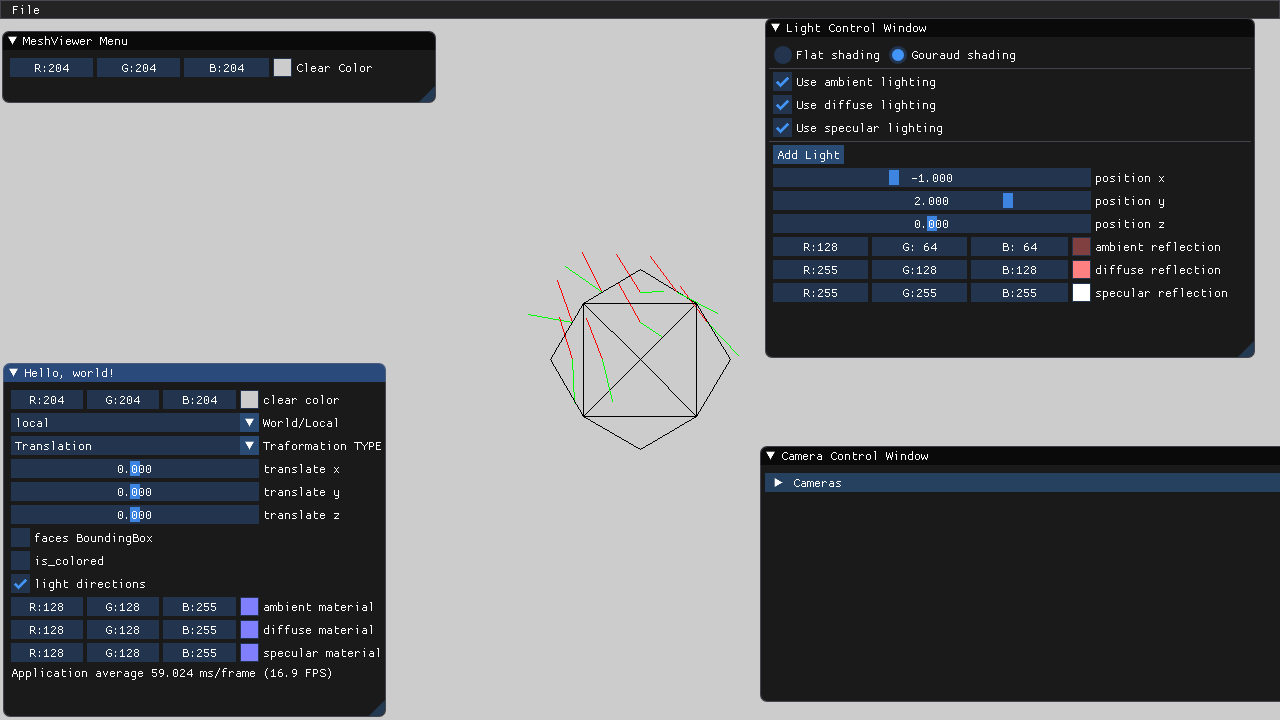 File
MeshViewer Menu
R:204 G:204 B:204 Clear Color
Light Control Window
Flat shading Gouraud shading
Use ambient lighting
Use diffuse lighting
Use specular lighting
Add Light
-1.000 position x
2.000 position y
0.000 position z
R:128 G: 64 B: 64 ambient reflection
R:255 G:128 B:128 diffuse reflection
R:255 G:255 B:255 specular reflection
Hello, world!
R:204 G:204 B:204 clear color
local World/Local
Translation Traformation TYPE
0.000 translate x
0.000 translate y
0.000 translate z
faces BoundingBox
is_colored
light directions
R:128 G:128 B:255 ambient material
R:128 G:128 B:255 diffuse material
R:128 G:128 B:255 specular material
Application average 59.024 ms/frame (16.9 FPS)
Camera Control Window
Cameras